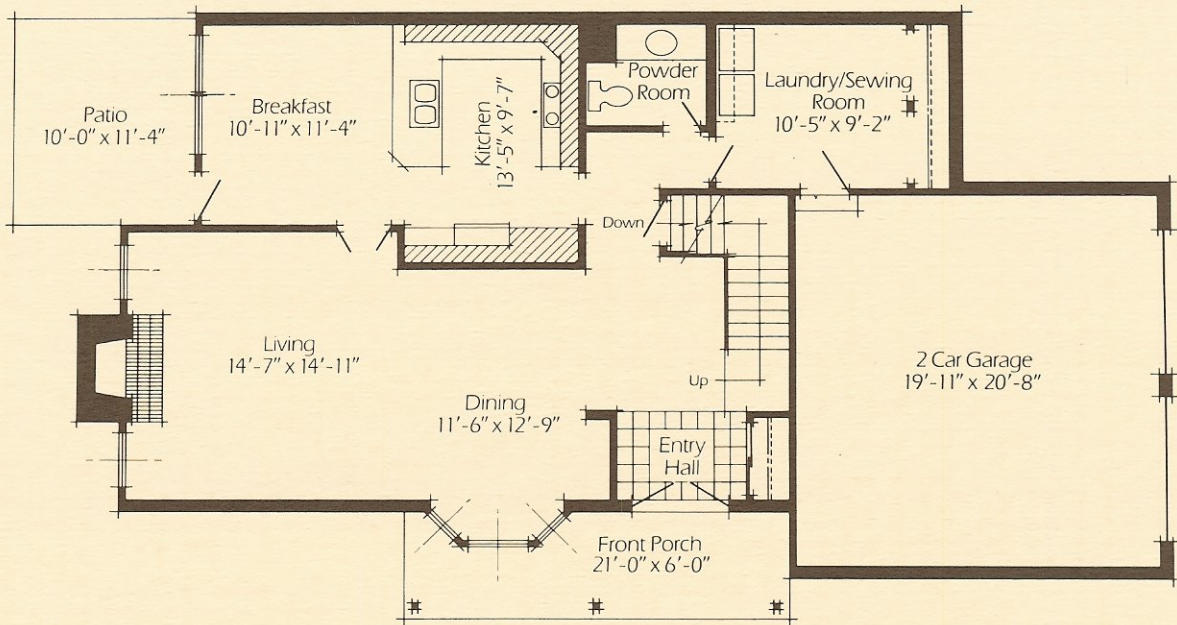 Patio
10'-0" x 11'-4"
Breakfast
10'-11" x 11'-4"
Kitchen
13'-5" x 9'-7"
Powder
Room
Laundry/Sewing
Room
10'-5" x 9'-2"
Down
Living
14'-7" x 14'-11"
Dining
11'-6" x 12'-9"
Up
Entry
Hall
2 Car Garage
19'-11" x 20'-8"
Front Porch
21'-0" x 6'-0"